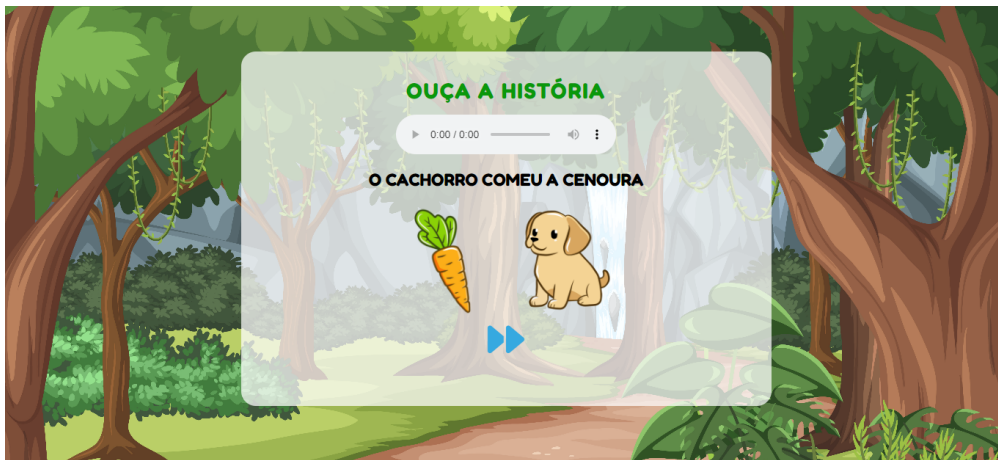 OUÇA A HISTÓRIA
0:00 / 0:00
O CACHORRO COMEU A CENOURA